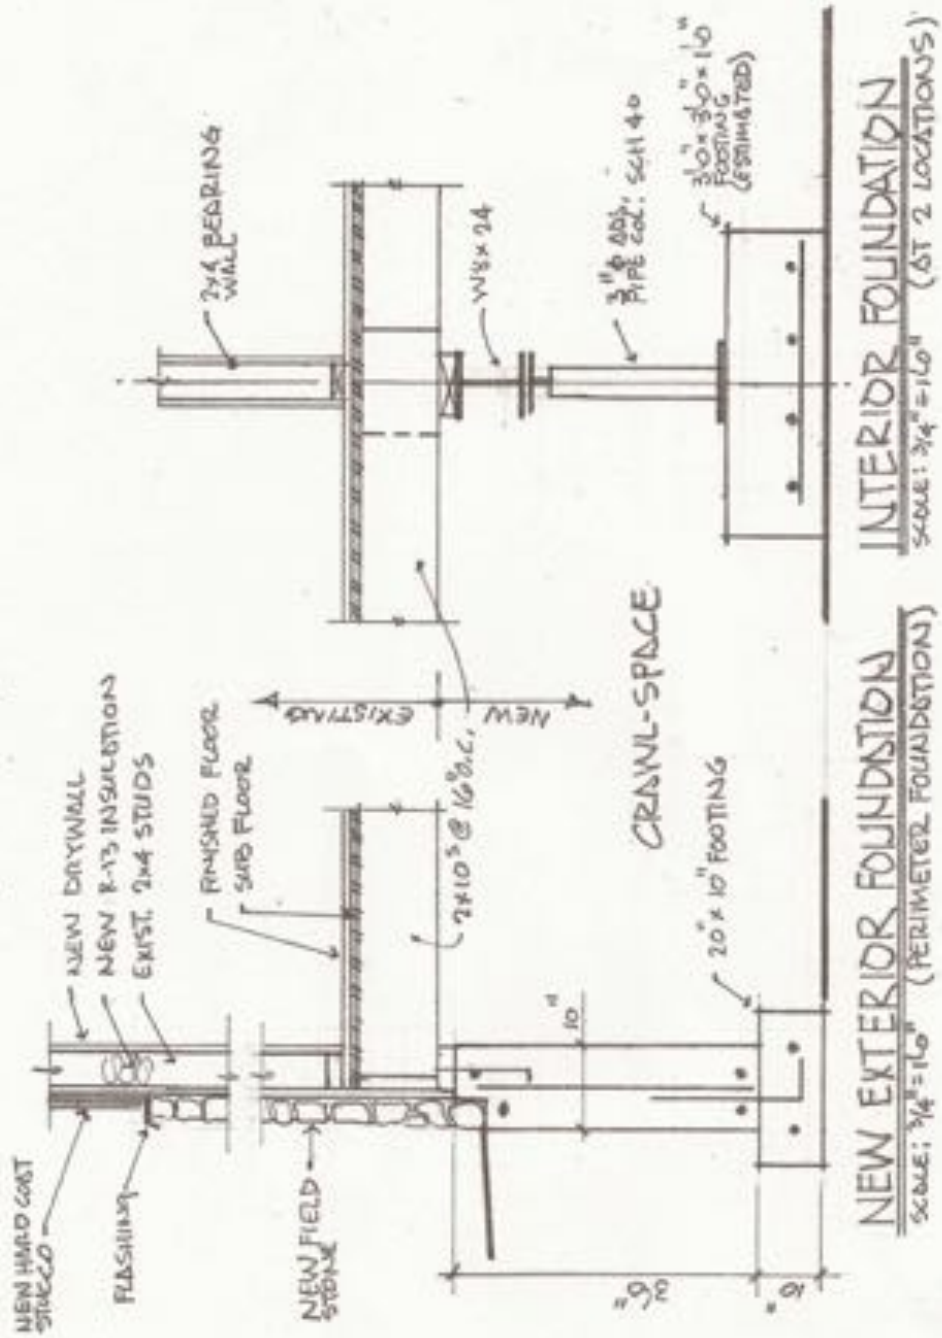 NEW HARD COAT
STUCCO
FLASHING
NEW FIELD
STONE
NEW DRYWALL
NEW R-13 INSULATION
EXIST. 2x4 STUDS
FINISHED FLOOR
SUB FLOOR
2x10s @ 16" O.C.
EXISTING
NEW
10"
36"
10"
20" x 10" FOOTING
CRAWL-SPACE
2x4 BEARING
WALL
W8x24
3" ϕ
PIPE COL. SCH 40
3'0" x 3'0" x 1'0"
FOOTING
(ESTIMATED)
NEW EXTERIOR FOUNDATION
SCALE: 3/4" = 1'0" (PERIMETER FOUNDATION)
INTERIOR FOUNDATION
SCALE: 3/4" = 1'0" (AT 2 LOCATIONS)